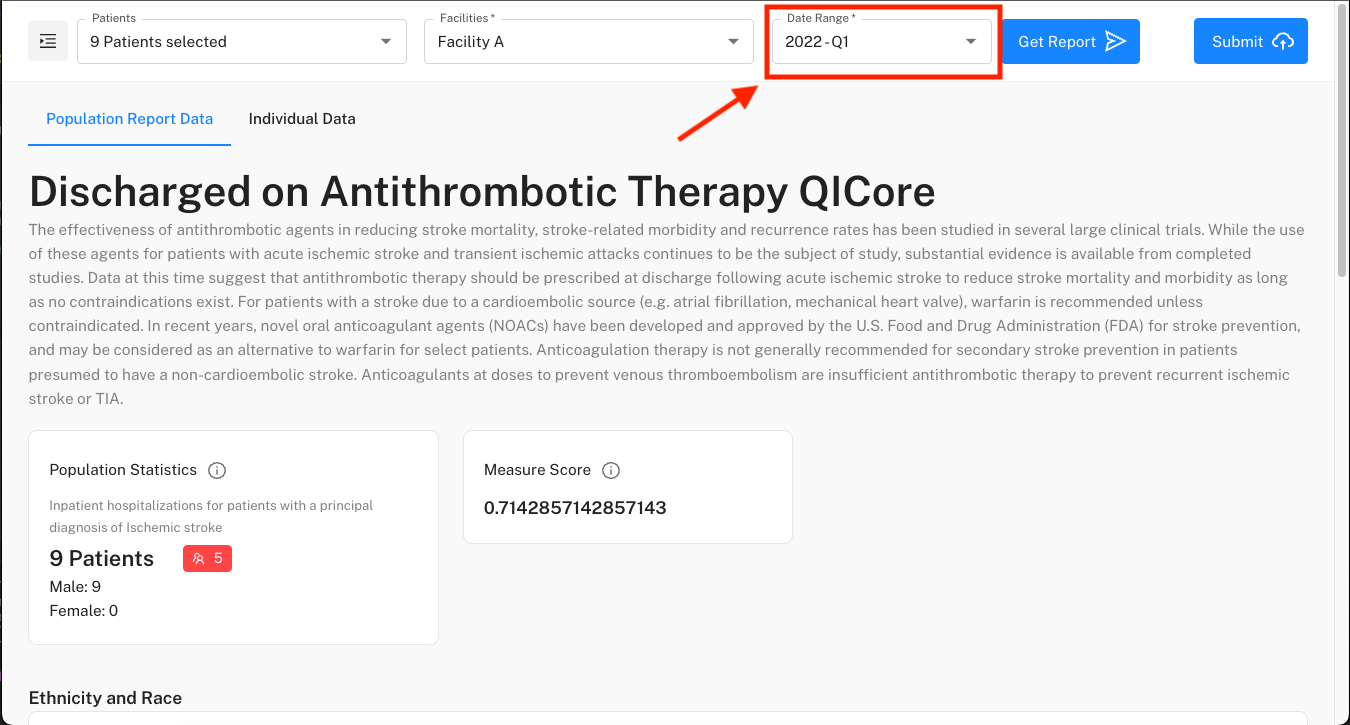 Patients
9 Patients selected
Facilities *
Facility A
Date Range *
2022 - Q1
Get Report
Submit
Population Report Data
Individual Data
Discharged on Antithrombotic Therapy QICore
The effectiveness of antithrombotic agents in reducing stroke mortality, stroke-related morbidity and recurrence rates has been studied in several large clinical trials. While the use
of these agents for patients with acute ischemic stroke and transient ischemic attacks continues to be the subject of study, substantial evidence is available from completed
studies. Data at this time suggest that antithrombotic therapy should be prescribed at discharge following acute ischemic stroke to reduce stroke mortality and morbidity as long
as no contraindications exist. For patients with a stroke due to a cardioembolic source (e.g. atrial fibrillation, mechanical heart valve), warfarin is recommended unless
contraindicated. In recent years, novel oral anticoagulant agents (NOACs) have been developed and approved by the U.S. Food and Drug Administration (FDA) for stroke prevention,
and may be considered as an alternative to warfarin for select patients. Anticoagulation therapy is not generally recommended for secondary stroke prevention in patients
presumed to have a non-cardioembolic stroke. Anticoagulants at doses to prevent venous thromboembolism are insufficient antithrombotic therapy to prevent recurrent ischemic
stroke or TIA.
Population Statistics
Inpatient hospitalizations for patients with a principal
diagnosis of Ischemic stroke
9 Patients
5
Male: 9
Female: 0
Measure Score
0.7142857142857143
Ethnicity and Race